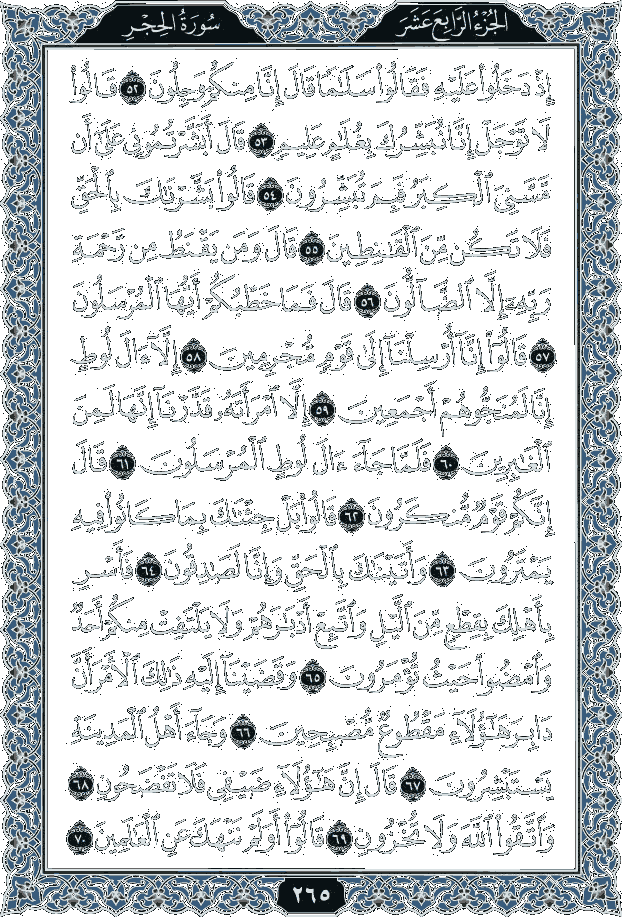 الجُزْءُ الرَّابِعَ عَشَرَ
سُورَةُ الحِجْرِ
إِذْ دَخَلُواْ عَلَيْهِ فَقَالُواْ سَلَٰمًا قَالَ إِنَّا مِنكُمْ وَجِلُونَ ٥٢ قَالُواْ
لَا تَوْجَلْ إِنَّا نُبَشِّرُكَ بِغُلَٰمٍ عَلِيمٍ ٥٣ قَالَ أَبَشَّرْتُمُونِي عَلَىٰٓ أَن
مَّسَّنِيَ ٱلْكِبَرُ فَبِمَ تُبَشِّرُونَ ٥٤ قَالُواْ بَشَّرْنَٰكَ بِٱلْحَقِّ
فَلَا تَكُن مِّنَ ٱلْقَٰنِطِينَ ٥٥ قَالَ وَمَن يَقْنَطُ مِن رَّحْمَةِ
رَبِّهِۦٓ إِلَّا ٱلضَّآلُّونَ ٥٦ قَالَ فَمَا خَطْبُكُمْ أَيُّهَا ٱلْمُرْسَلُونَ
٥٧ قَالُوٓاْ إِنَّآ أُرْسِلْنَآ إِلَىٰ قَوْمٍ مُّجْرِمِينَ ٥٨ إِلَّآ ءَالَ لُوطٍ
إِنَّا لَمُنَجُّوهُمْ أَجْمَعِينَ ٥٩ إِلَّا ٱمْرَأَتَهُۥ قَدَّرْنَآ إِنَّهَا لَمِنَ
ٱلْغَٰبِرِينَ ٦٠ فَلَمَّا جَآءَ ءَالَ لُوطٍ ٱلْمُرْسَلُونَ ٦١ قَالَ
إِنَّكُمْ قَوْمٌ مُّنكَرُونَ ٦٢ قَالُواْ بَلْ جِئْنَٰكَ بِمَا كَانُواْ فِيهِ
يَمْتَرُونَ ٦٣ وَأَتَيْنَٰكَ بِٱلْحَقِّ وَإِنَّا لَصَٰدِقُونَ ٦٤ فَأَسْرِ
بِأَهْلِكَ بِقِطْعٍ مِّنَ ٱلَّيْلِ وَٱتَّبِعْ أَدْبَٰرَهُمْ وَلَا يَلْتَفِتْ مِنكُمْ أَحَدٌ
وَٱمْضُواْ حَيْثُ تُؤْمَرُونَ ٦٥ وَقَضَيْنَآ إِلَيْهِ ذَٰلِكَ ٱلْأَمْرَ أَنَّ
دَابِرَ هَٰٓؤُلَآءِ مَقْطُوعٌ مُّصْبِحِينَ ٦٦ وَجَآءَ أَهْلُ ٱلْمَدِينَةِ
يَسْتَبْشِرُونَ ٦٧ قَالَ إِنَّ هَٰٓؤُلَآءِ ضَيْفِي فَلَا تَفْضَحُونِ ٦٨
وَٱتَّقُواْ ٱللَّهَ وَلَا تُخْزُونِ ٦٩ قَالُوٓاْ أَوَلَمْ نَنْهَكَ عَنِ ٱلْعَٰلَمِينَ ٧٠
٢٦٥